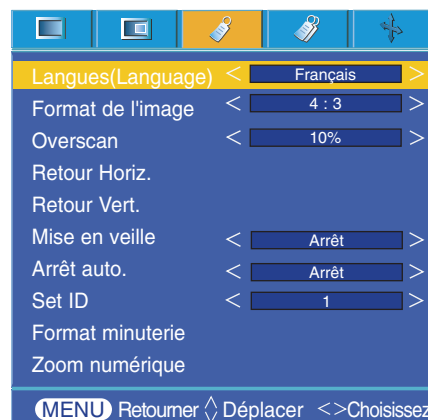 Langues(Language) < Français >
Format de l'image < 4 : 3 >
Overscan < 10% >
Retour Horiz.
Retour Vert.
Mise en veille < Arrêt >
Arrêt auto. < Arrêt >
Set ID < 1 >
Format minuterie
Zoom numérique
MENU Retourner Déplacer <> Choisissez